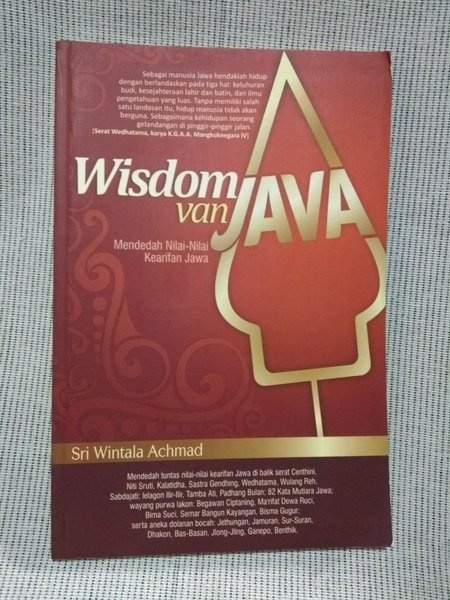 Sebagai manusia Jawa hendaklah hidup
dengan berlandaskan pada tiga hal: keluhuran
budi, kesejahteraan lahir dan batin, dan ilmu
pengetahuan yang luas. Tanpa memiliki salah
satu landasan itu, hidup manusia tidak akan
berguna. Sebagaimana kehidupan seorang
gelandangan di pinggir-pinggir jalan.
[Serat Wedhatama, karya K.G.A.A. Mangkuknegara IV]
Wisdom
van JAVA
Mendedah Nilai-Nilai
Kearifan Jawa
Sri Wintala Achmad
Mendedah tuntas nilai-nilai kearifan Jawa di balik serat Centhini,
Niti Sruti, Kalatidha, Sastra Gendhing, Wedhatama, Wulang Reh,
Sabdajati: lelagon Ilir-Ilir, Tamba Ati, Padhang Bulan; 82 Kata Mutiara Jawa;
wayang purwa lakon: Begawan Ciptaning, Ma'rifat Dewa Ruci,
Bima Suci, Semar Bangun Kayangan, Bisma Gugur;
serta aneka dolanan bocah: Jethungan, Jamuran, Sur-Suran,
Dhakon, Bas-Basan, Jlong-Jling, Ganepo, Benthik.